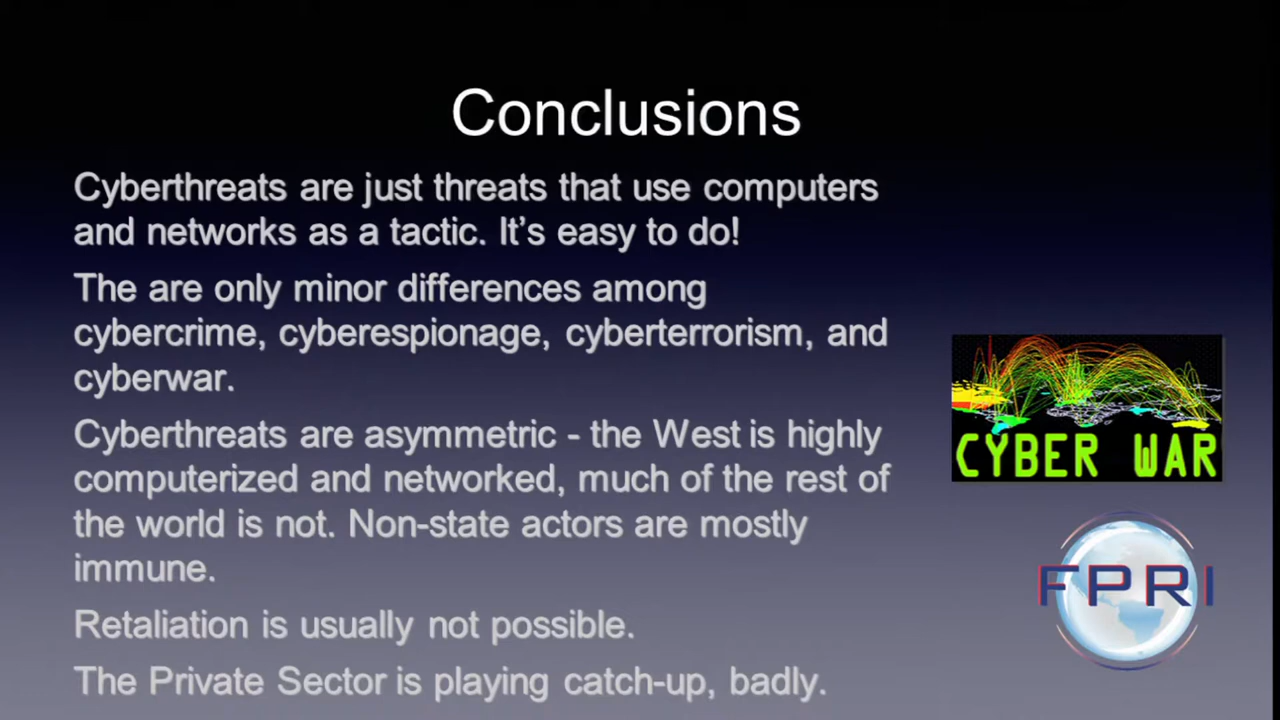 Conclusions
Cyberthreats are just threats that use computers
and networks as a tactic. It’s easy to do!
The are only minor differences among
cybercrime, cyberespionage, cyberterrorism, and
cyberwar.
Cyberthreats are asymmetric - the West is highly
computerized and networked, much of the rest of
the world is not. Non-state actors are mostly
immune.
Retaliation is usually not possible.
The Private Sector is playing catch-up, badly.
CYBER WAR
FPRI